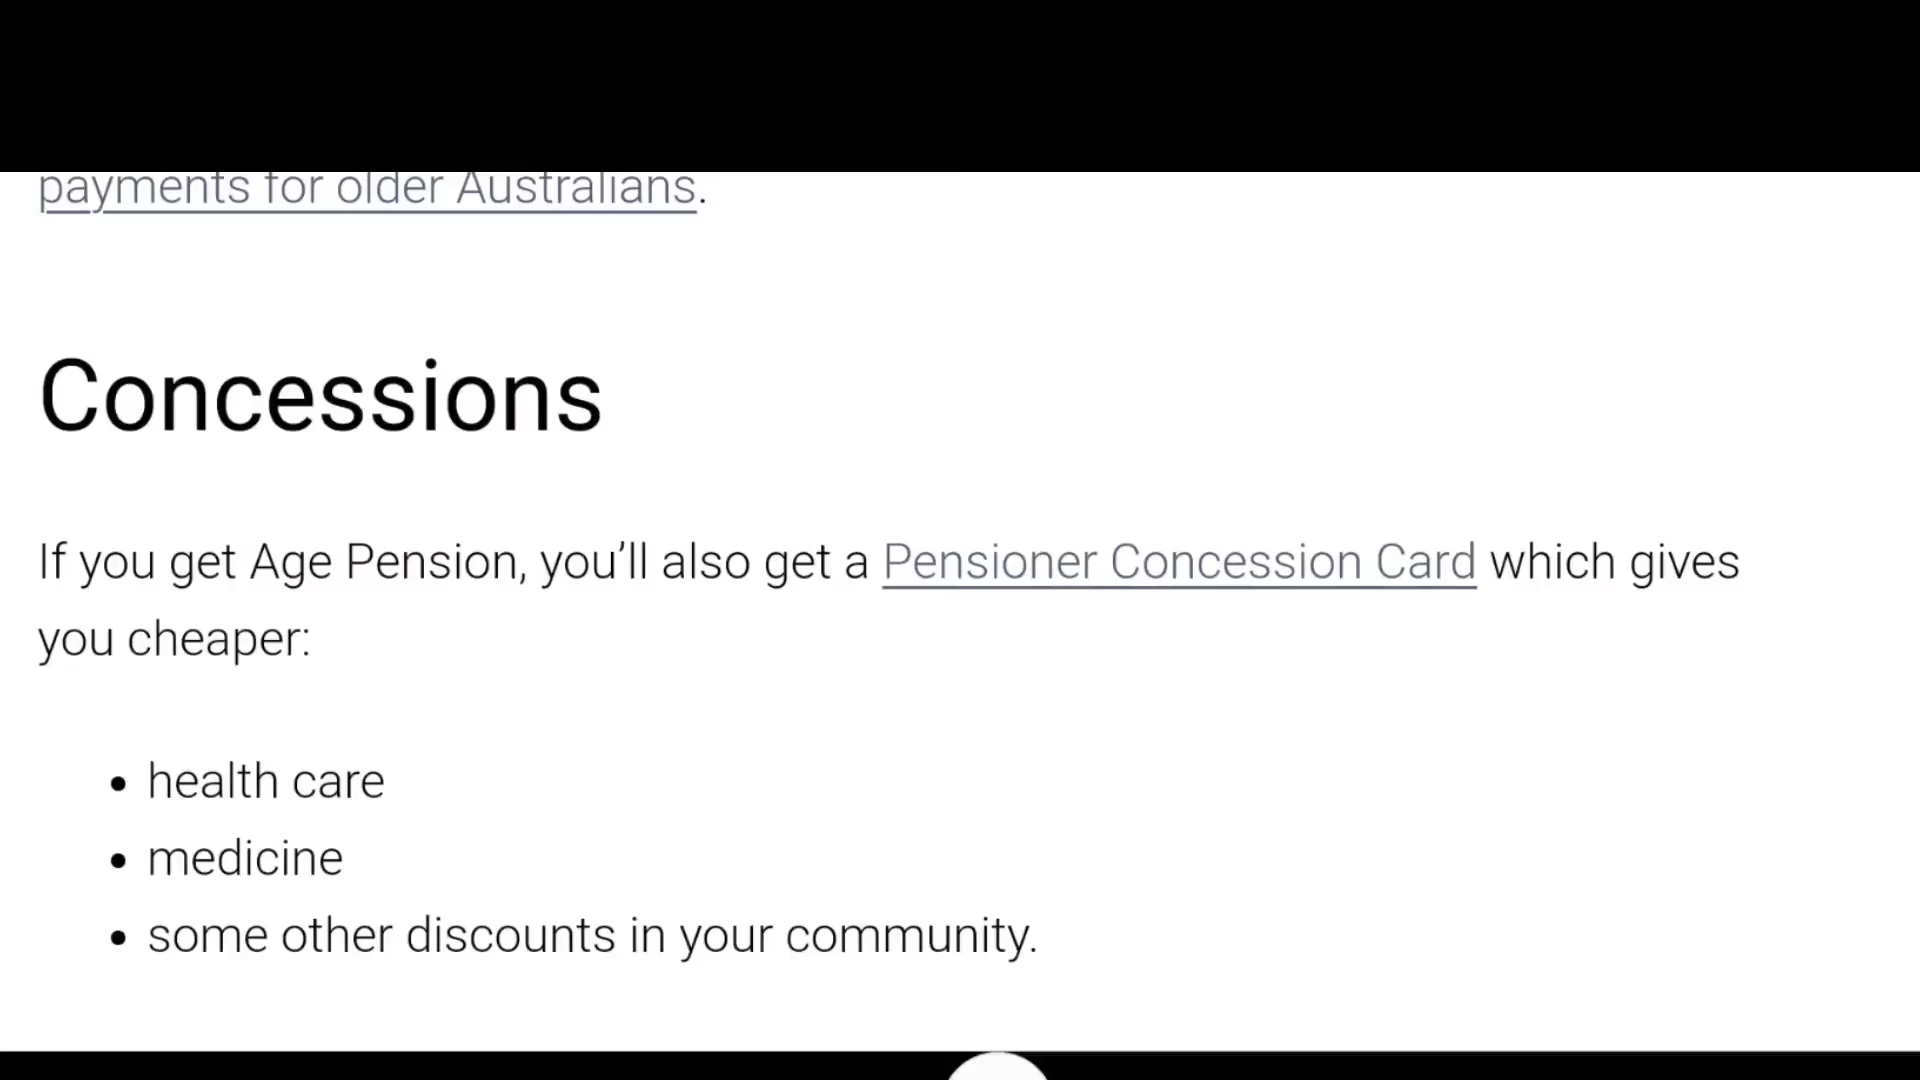 payments for older Australians.
Concessions
If you get Age Pension, you’ll also get a Pensioner Concession Card which gives
you cheaper:
• health care
• medicine
• some other discounts in your community.